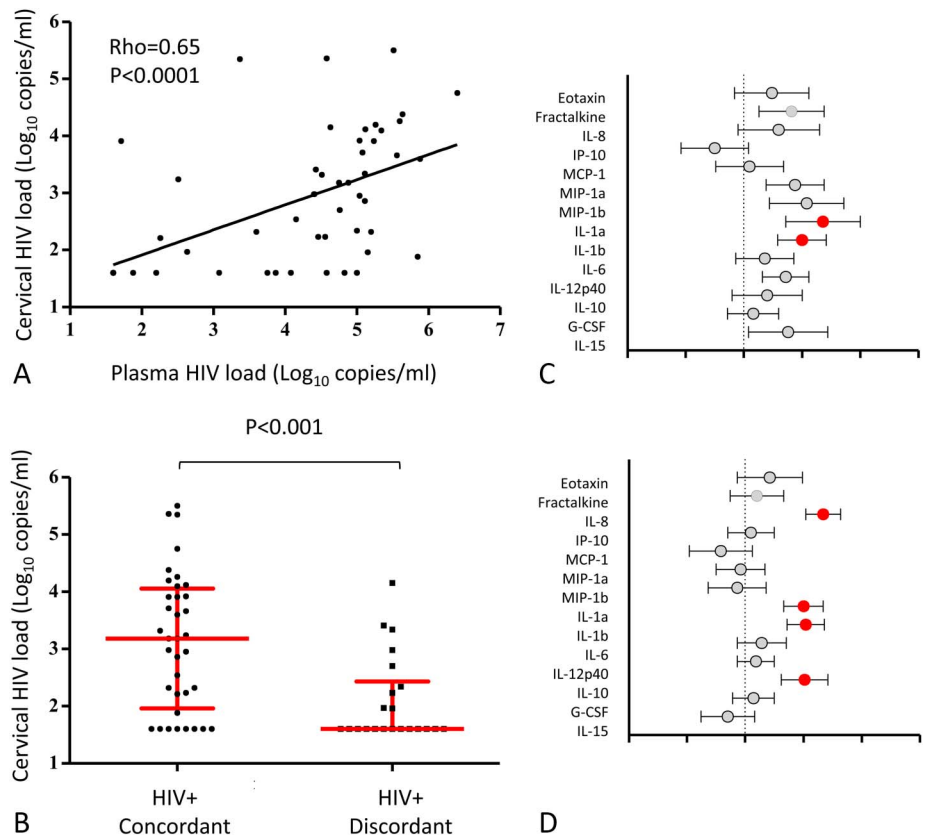 Cervical HIV load (Log10 copies/ml)
6
5
4
3
2
1
Rho=0.65
P<0.0001
1 2 3 4 5 6 7
Plasma HIV load (Log10 copies/ml)
A
P<0.001
Cervical HIV load (Log10 copies/ml)
6
5
4
3
2
1
HIV+
Concordant
HIV+
Discordant
B
Eotaxin
Fractalkine
IL-8
IP-10
MCP-1
MIP-1a
MIP-1b
IL-1a
IL-1b
IL-6
IL-12p40
IL-10
G-CSF
IL-15
C
Eotaxin
Fractalkine
IL-8
IP-10
MCP-1
MIP-1a
MIP-1b
IL-1a
IL-1b
IL-6
IL-12p40
IL-10
G-CSF
IL-15
D